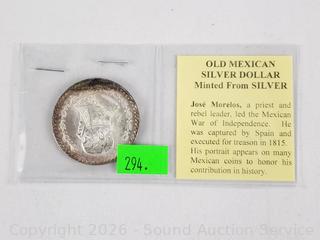 OLD MEXICAN
SILVER DOLLAR
Minted From SILVER
José Morelos, a priest and
rebel leader, led the Mexican
War of Independence. He
was captured by Spain and
executed for treason in 1815.
His portrait appears on many
Mexican coins to honor his
contribution in history.
294.
Copyright 2026 - Sound Auction Service